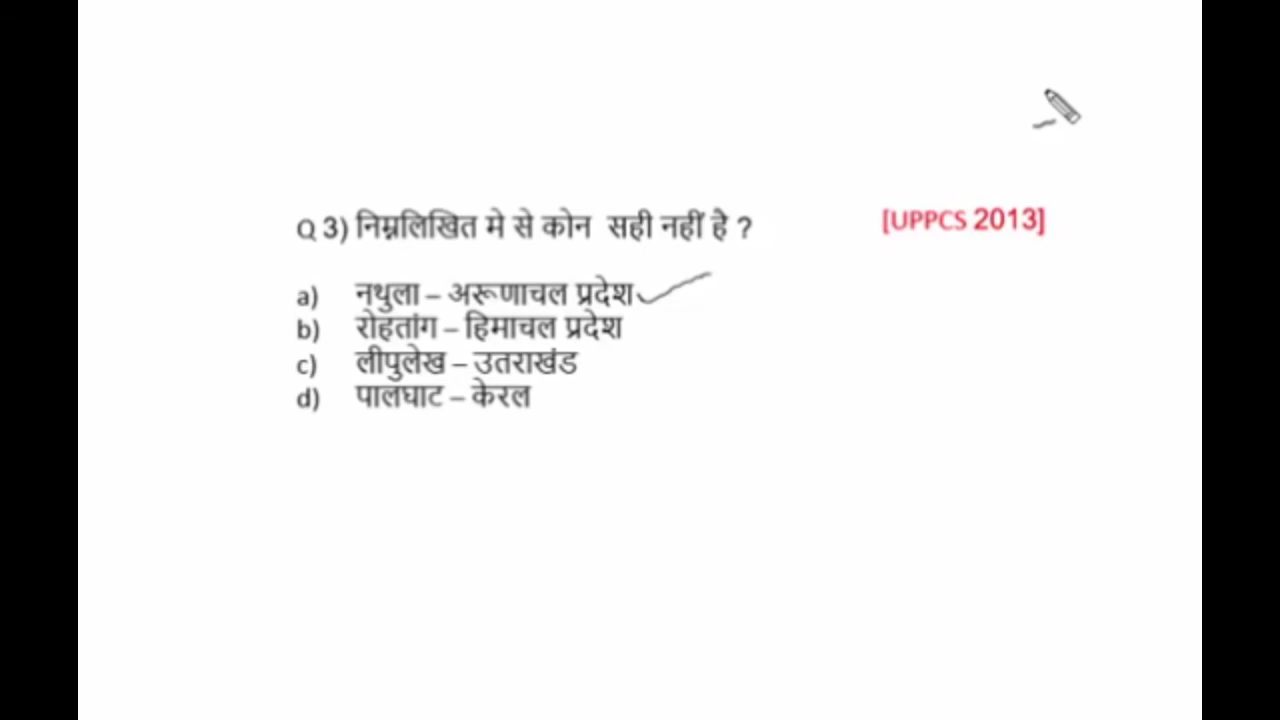 Q 3) निम्नलिखित मे से कोन सही नहीं है ? [UPPCS 2013]
a) नथुला – अरूणाचल प्रदेश
b) रोहतांग – हिमाचल प्रदेश
c) लीपुलेख – उतराखंड
d) पालघाट – केरल